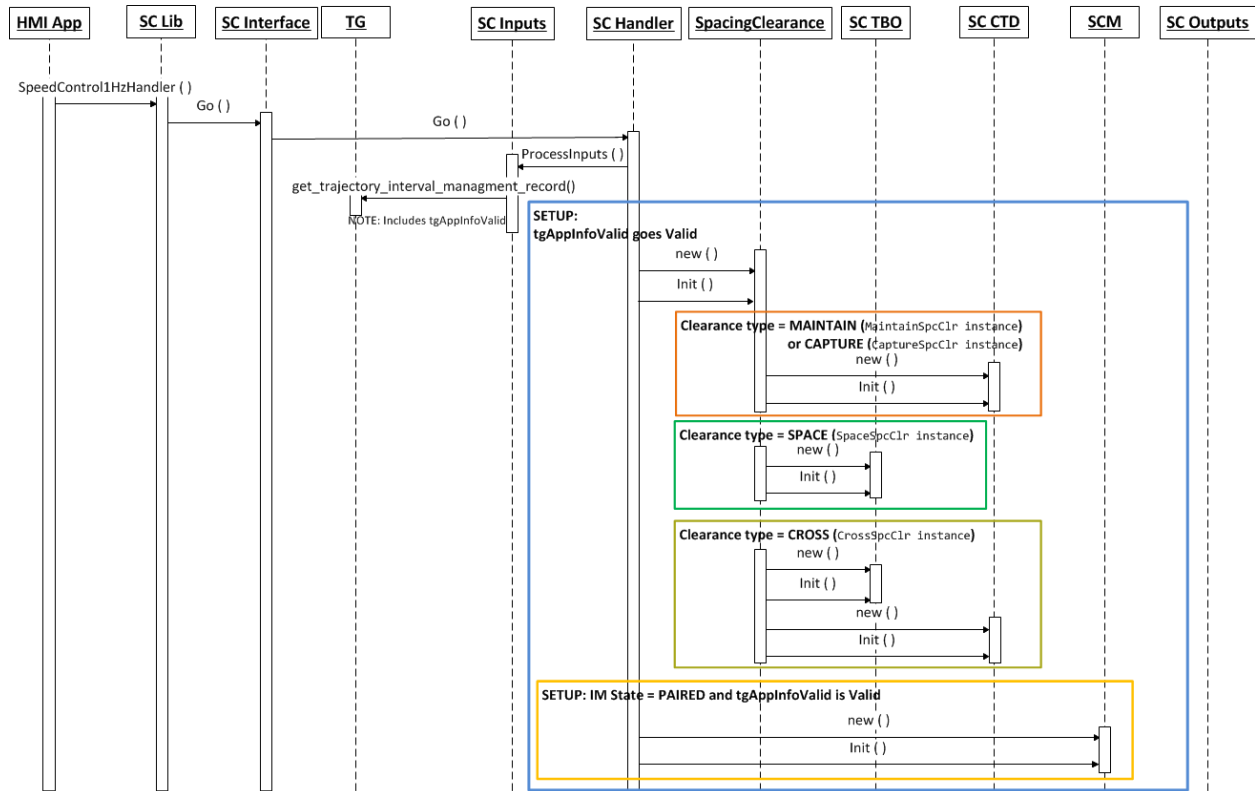 HMI App
SC Lib
SC Interface
TG
SC Inputs
SC Handler
SpacingClearance
SC TBO
SC CTD
SCM
SC Outputs
SpeedControl1HzHandler ( )
Go ( )
Go ( )
ProcessInputs ( )
get_trajectory_interval_managment_record()
NOTE: Includes tgAppInfoValid
SETUP:
tgAppInfoValid goes Valid
new ( )
Init ( )
Clearance type = MAINTAIN (MaintainSpcClr instance)
or CAPTURE (CaptureSpcClr instance)
new ( )
Init ( )
Clearance type = SPACE (SpaceSpcClr instance)
new ( )
Init ( )
Clearance type = CROSS (CrossSpcClr instance)
new ( )
Init ( )
new ( )
Init ( )
SETUP: IM State = PAIRED and tgAppInfoValid is Valid
new ( )
Init ( )